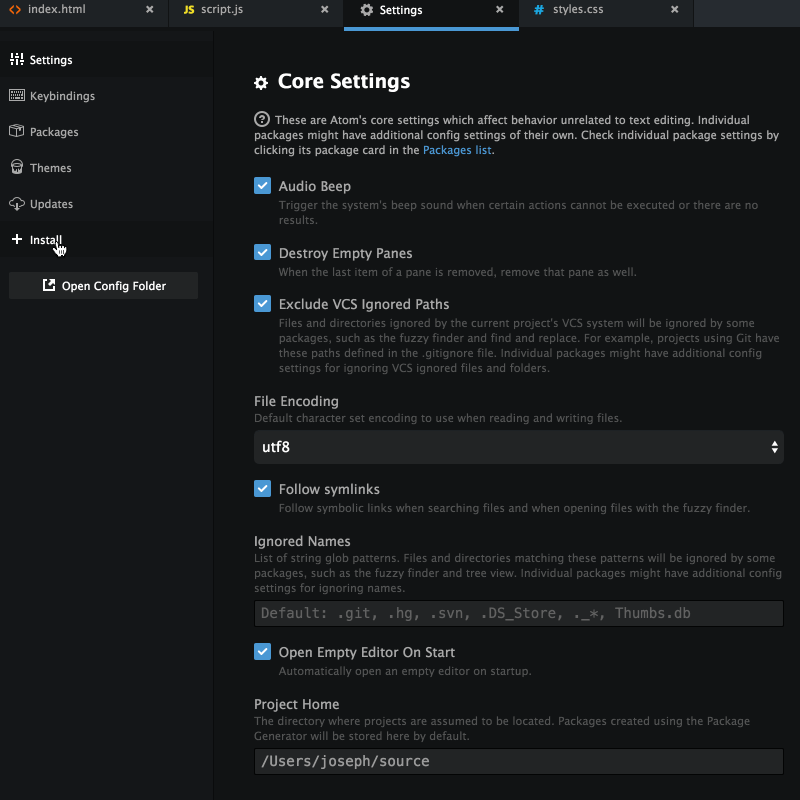 index.html
JS script.js
Settings
# styles.css
Settings
Keybindings
Packages
Themes
Updates
Install
Open Config Folder
Core Settings
These are Atom's core settings which affect behavior unrelated to text editing. Individual
packages might have additional config settings of their own. Check individual package settings by
clicking its package card in the Packages list.
Audio Beep
Trigger the system's beep sound when certain actions cannot be executed or there are no
results.
Destroy Empty Panes
When the last item of a pane is removed, remove that pane as well.
Exclude VCS Ignored Paths
Files and directories ignored by the current project's VCS system will be ignored by some
packages, such as the fuzzy finder and find and replace. For example, projects using Git have
these paths defined in the .gitignore file. Individual packages might have additional config
settings for ignoring VCS ignored files and folders.
File Encoding
Default character set encoding to use when reading and writing files.
utf8
Follow symlinks
Follow symbolic links when searching files and when opening files with the fuzzy finder.
Ignored Names
List of string glob patterns. Files and directories matching these patterns will be ignored by some
packages, such as the fuzzy finder and tree view. Individual packages might have additional config
settings for ignoring names.
Default: .git, .hg, .svn, .DS_Store, ._*, Thumbs.db
Open Empty Editor On Start
Automatically open an empty editor on startup.
Project Home
The directory where projects are assumed to be located. Packages created using the Package
Generator will be stored here by default.
/Users/joseph/source